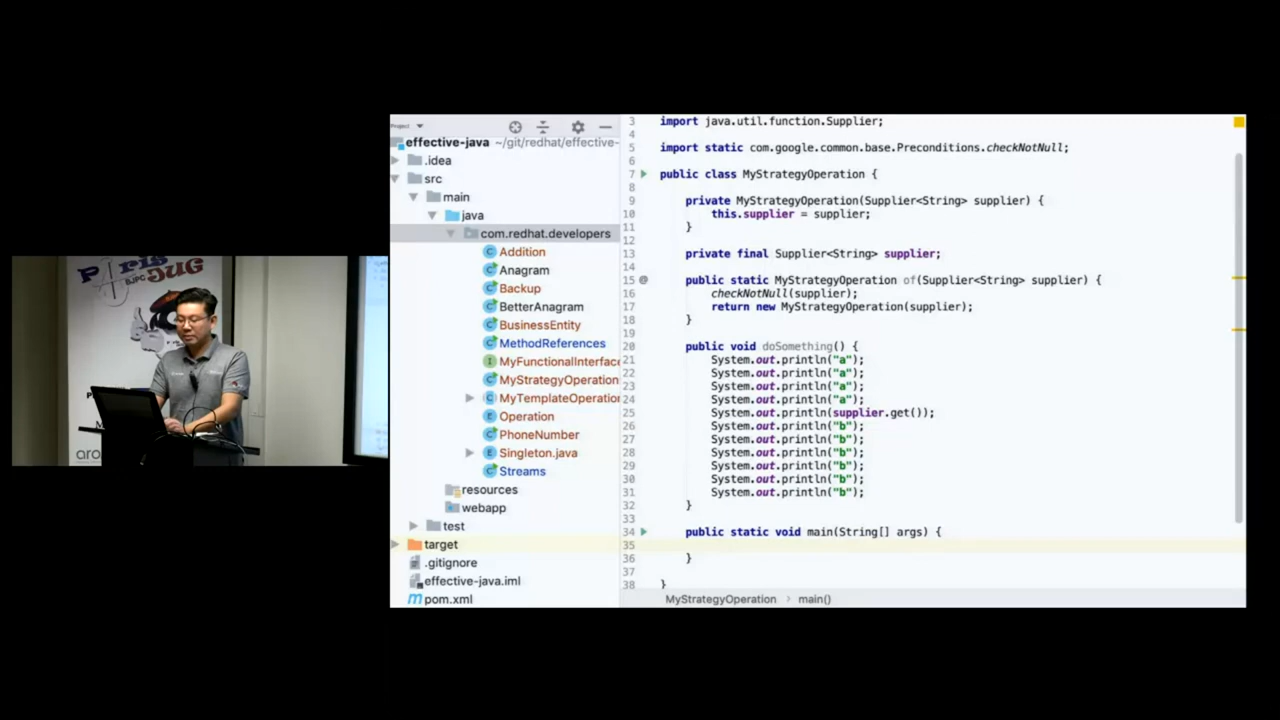 Paris
JUG
BJPC
aro
Project
effective-java ~/git/redhat/effective-
.idea
src
main
java
com.redhat.developers
Addition
Anagram
Backup
BetterAnagram
BusinessEntity
MethodReferences
MyFunctionalInterfac
MyStrategyOperation
MyTemplateOperation
Operation
PhoneNumber
Singleton.java
Streams
resources
webapp
test
target
.gitignore
effective-java.iml
pom.xml
3 import java.util.function.Supplier;
4
5 import static com.google.common.base.Preconditions.checkNotNull;
6
7 public class MyStrategyOperation {
8
9 private MyStrategyOperation(Supplier<String> supplier) {
10 this.supplier = supplier;
11 }
12
13 private final Supplier<String> supplier;
14
15 @ public static MyStrategyOperation of(Supplier<String> supplier) {
16 checkNotNull(supplier);
17 return new MyStrategyOperation(supplier);
18 }
19
20 public void doSomething() {
21 System.out.println("a");
22 System.out.println("a");
23 System.out.println("a");
24 System.out.println("a");
25 System.out.println(supplier.get());
26 System.out.println("b");
27 System.out.println("b");
28 System.out.println("b");
29 System.out.println("b");
30 System.out.println("b");
31 System.out.println("b");
32 }
33
34 public static void main(String[] args) {
35
36 }
37
38 }
MyStrategyOperation > main()